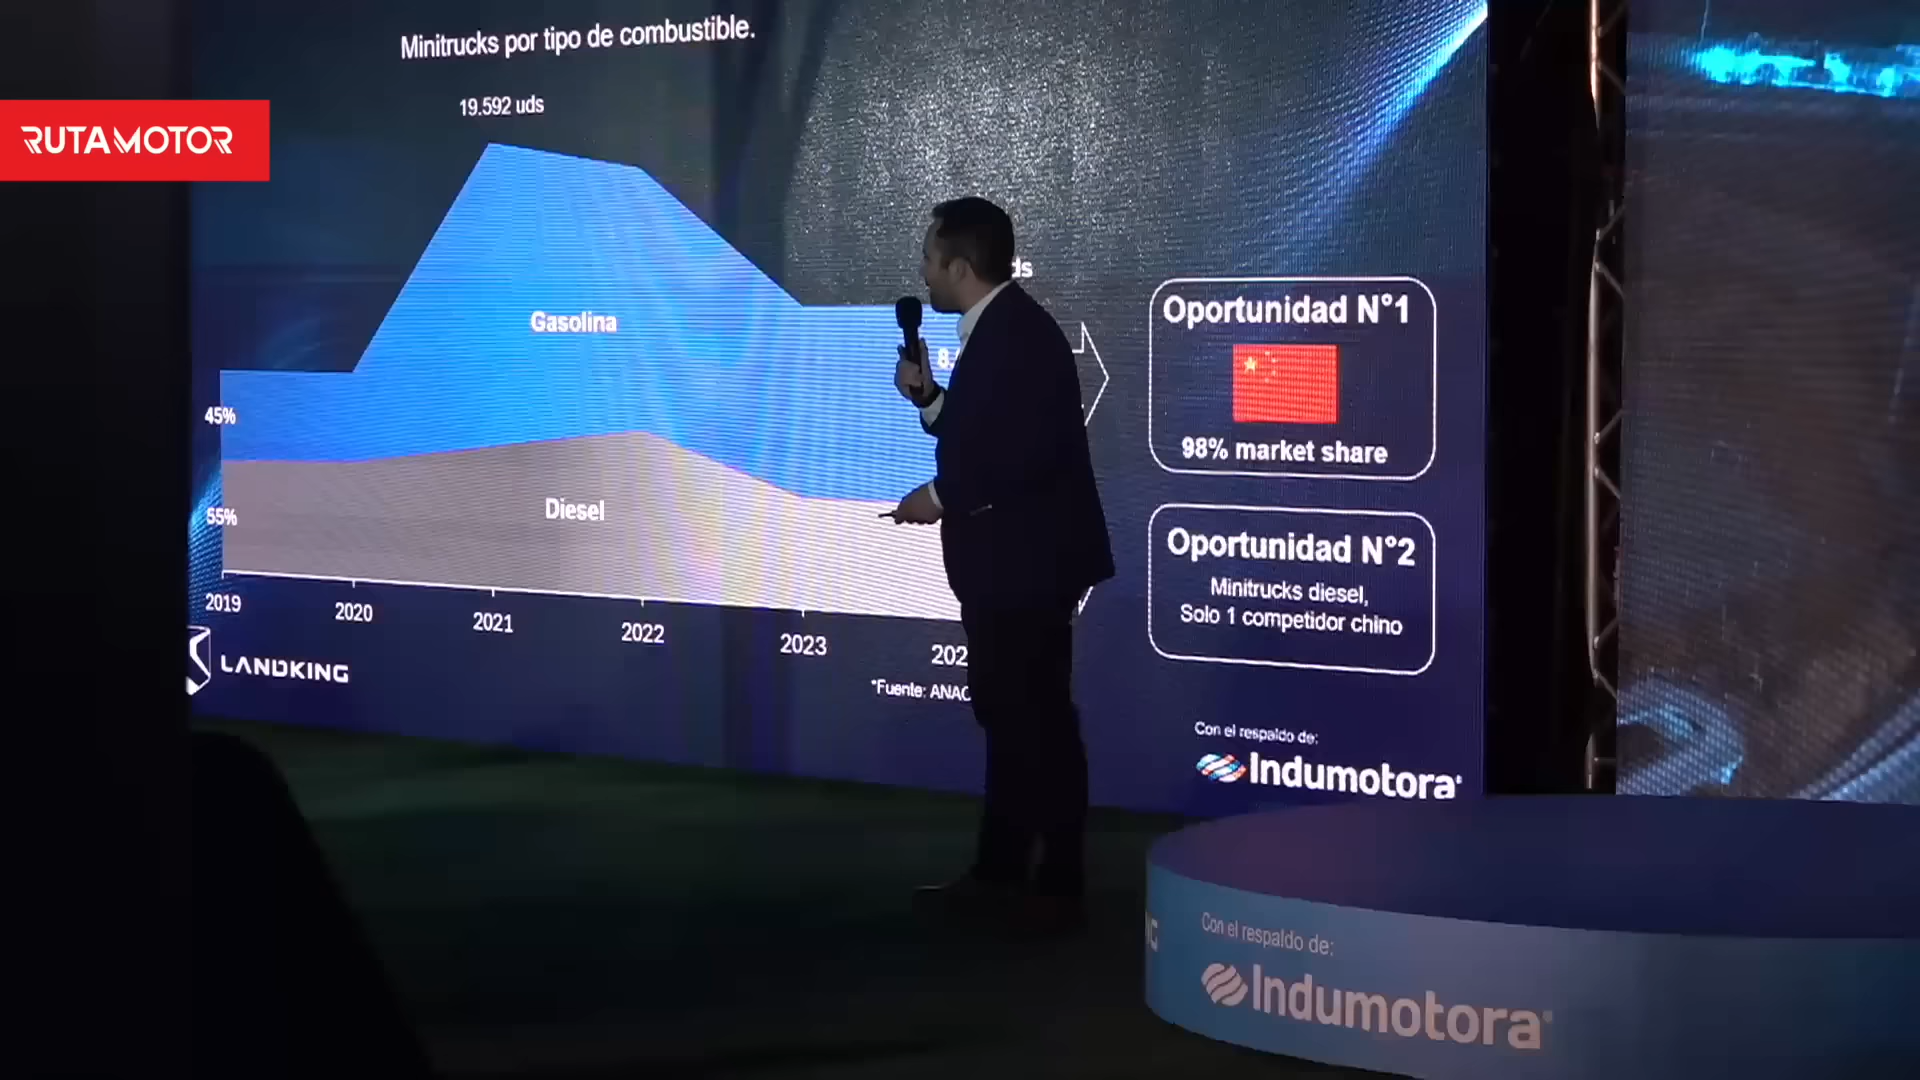 Minitrucks por tipo de combustible.
19.592 uds
RUTAMOTOR
Gasolina
45%
Diesel
55%
2019
2020
2021
2022
2023
LANDKING
*Fuente:
Oportunidad N°1
98% market share
Oportunidad N°2
Minitrucks diesel,
Solo 1 competidor chino
Con el respaldo de:
Indumotora
Con el respaldo de:
Indumotora